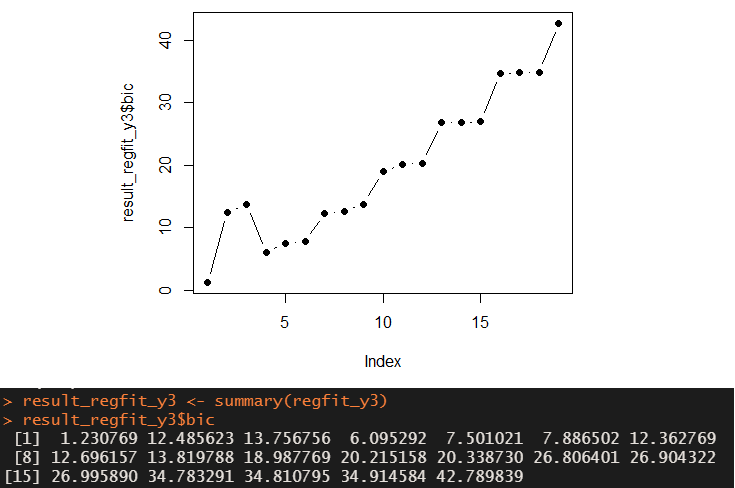 40
30
20
10
0
result_regfit_y3$bic
5 10 15
Index
> result_regfit_y3 <- summary(regfit_y3)
> result_regfit_y3$bic
[1] 1.230769 12.485623 13.756756 6.095292 7.501021 7.886502 12.362769
[8] 12.696157 13.819788 18.987769 20.215158 20.338730 26.806401 26.904322
[15] 26.995890 34.783291 34.810795 34.914584 42.789839